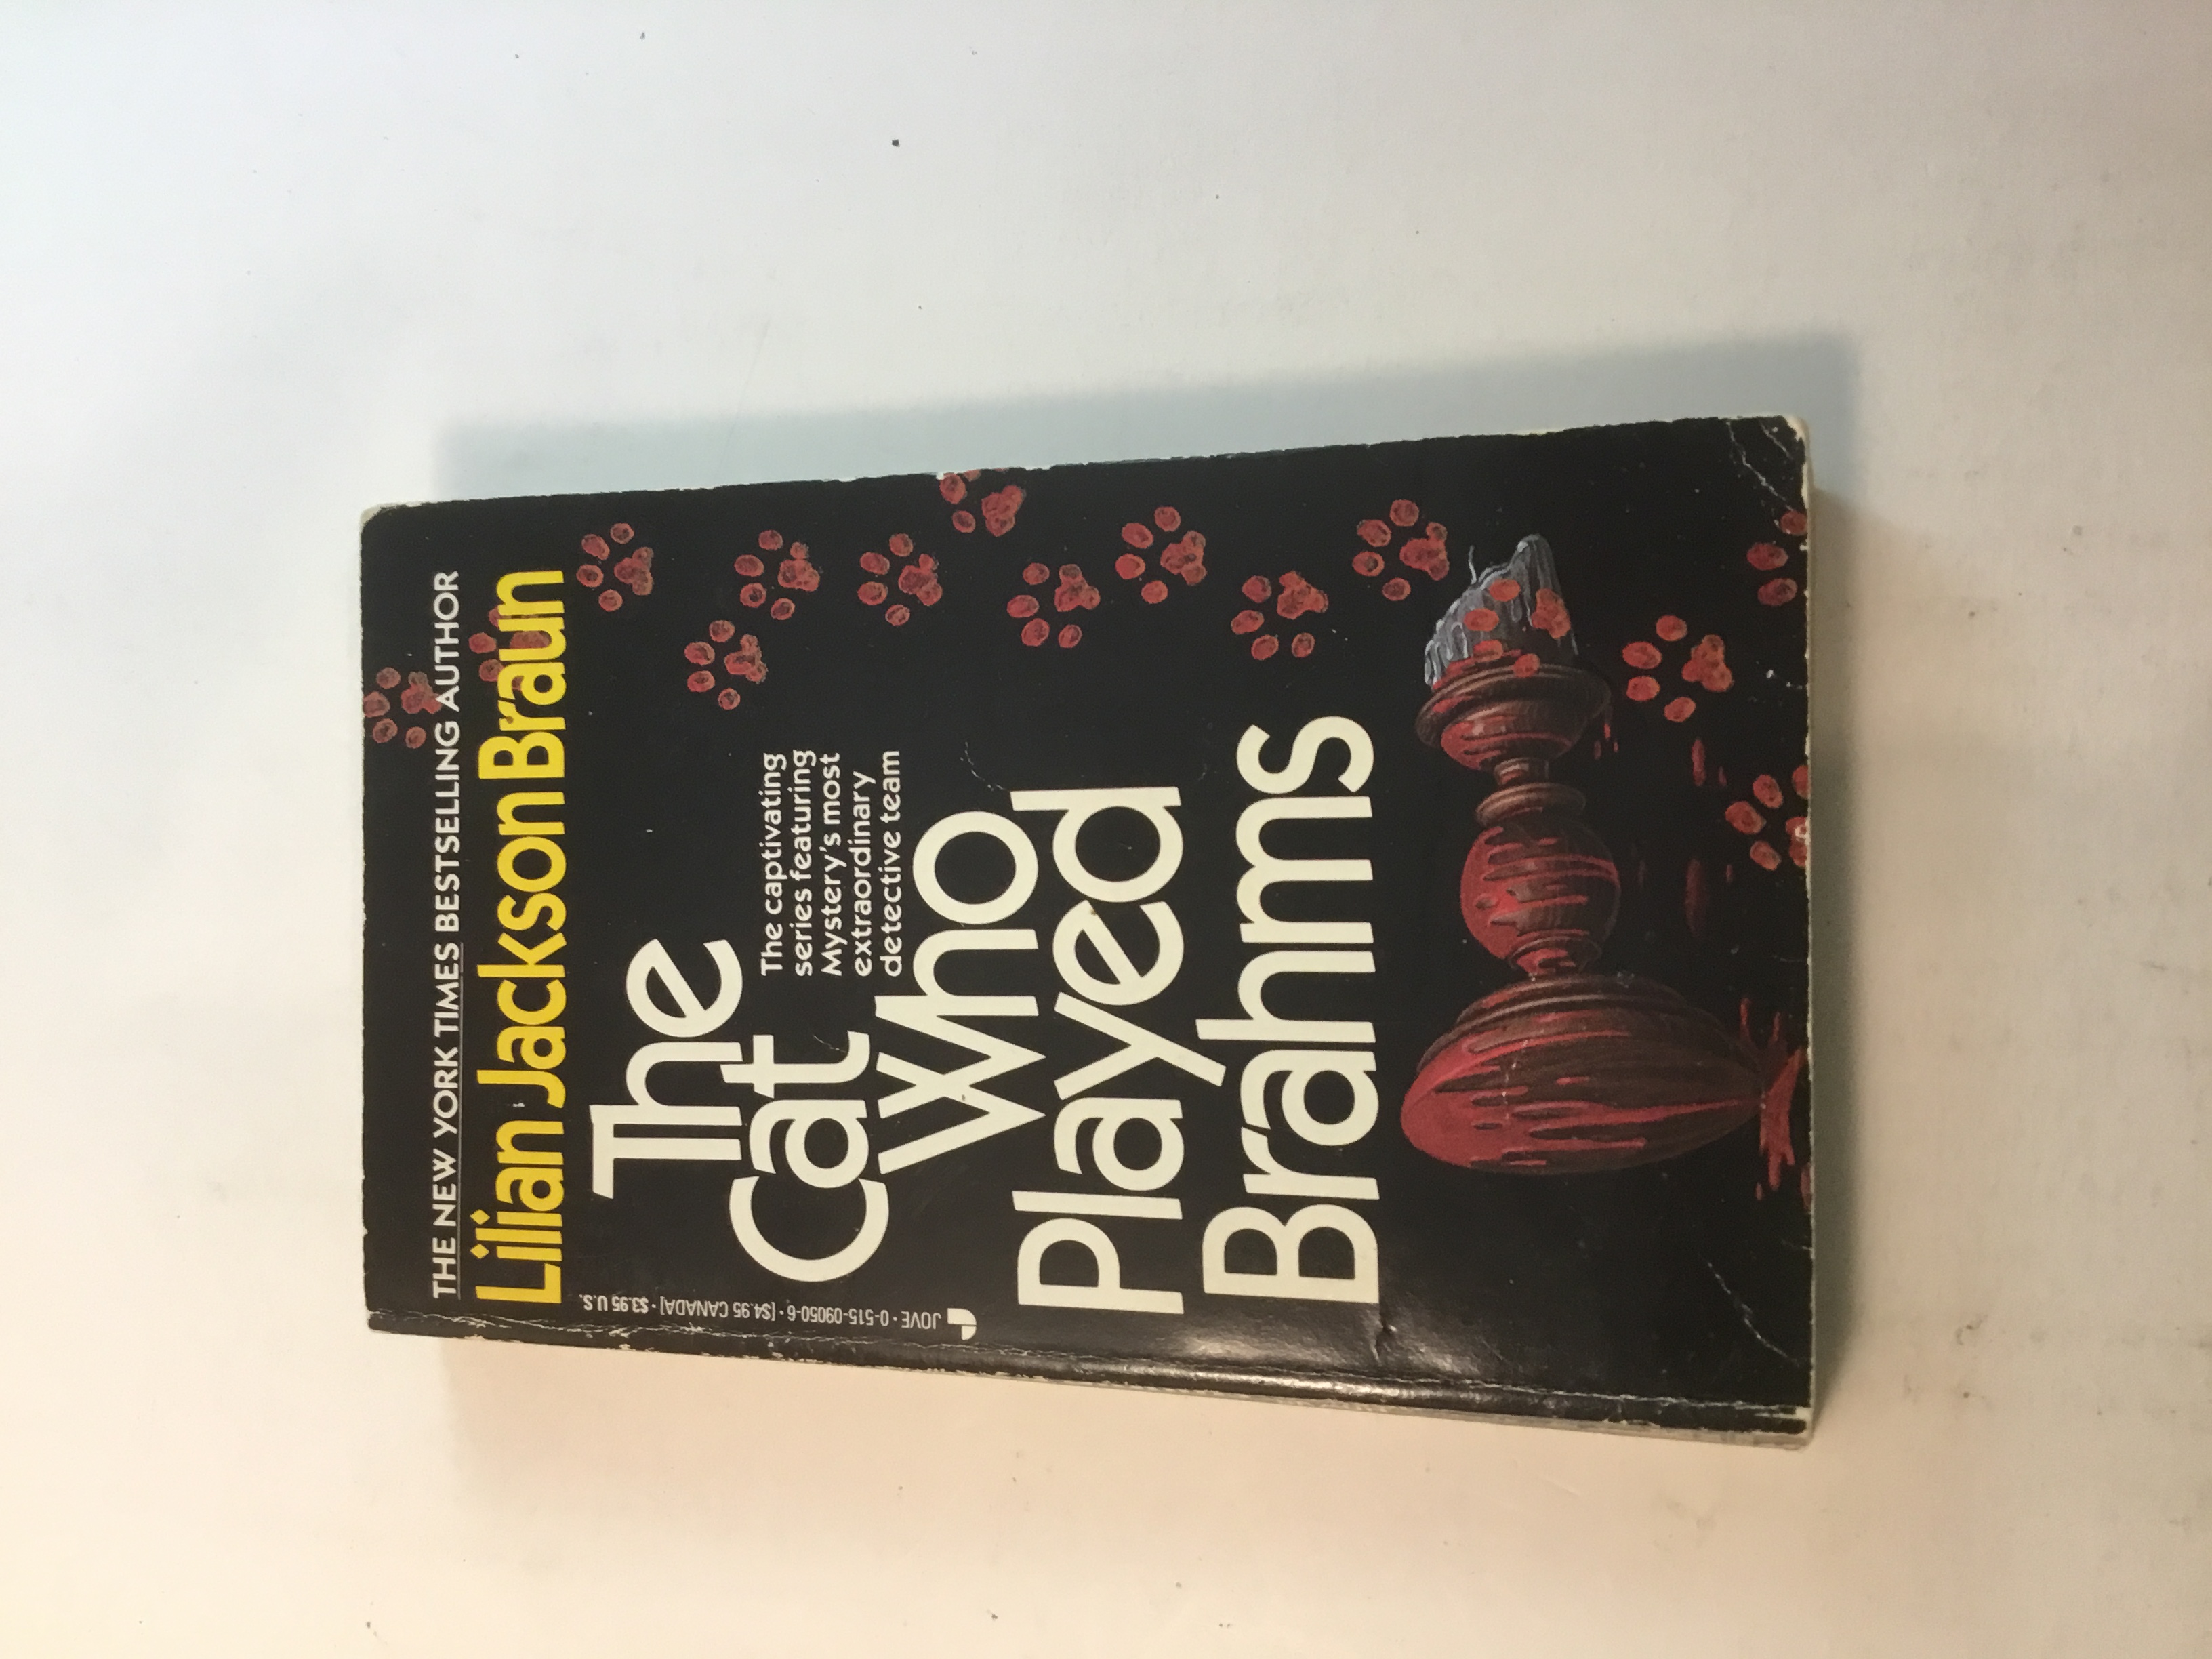 THE NEW YORK TIMES BESTSELLING AUTHOR
Lilian Jackson Braun
The
Cat
Who
Played
Brahms
The captivating
series featuring
Mystery's most
extraordinary
detective team
JOVE • 0-515-09050-6 • [$4.95 CANADA] • $3.95 U.S.